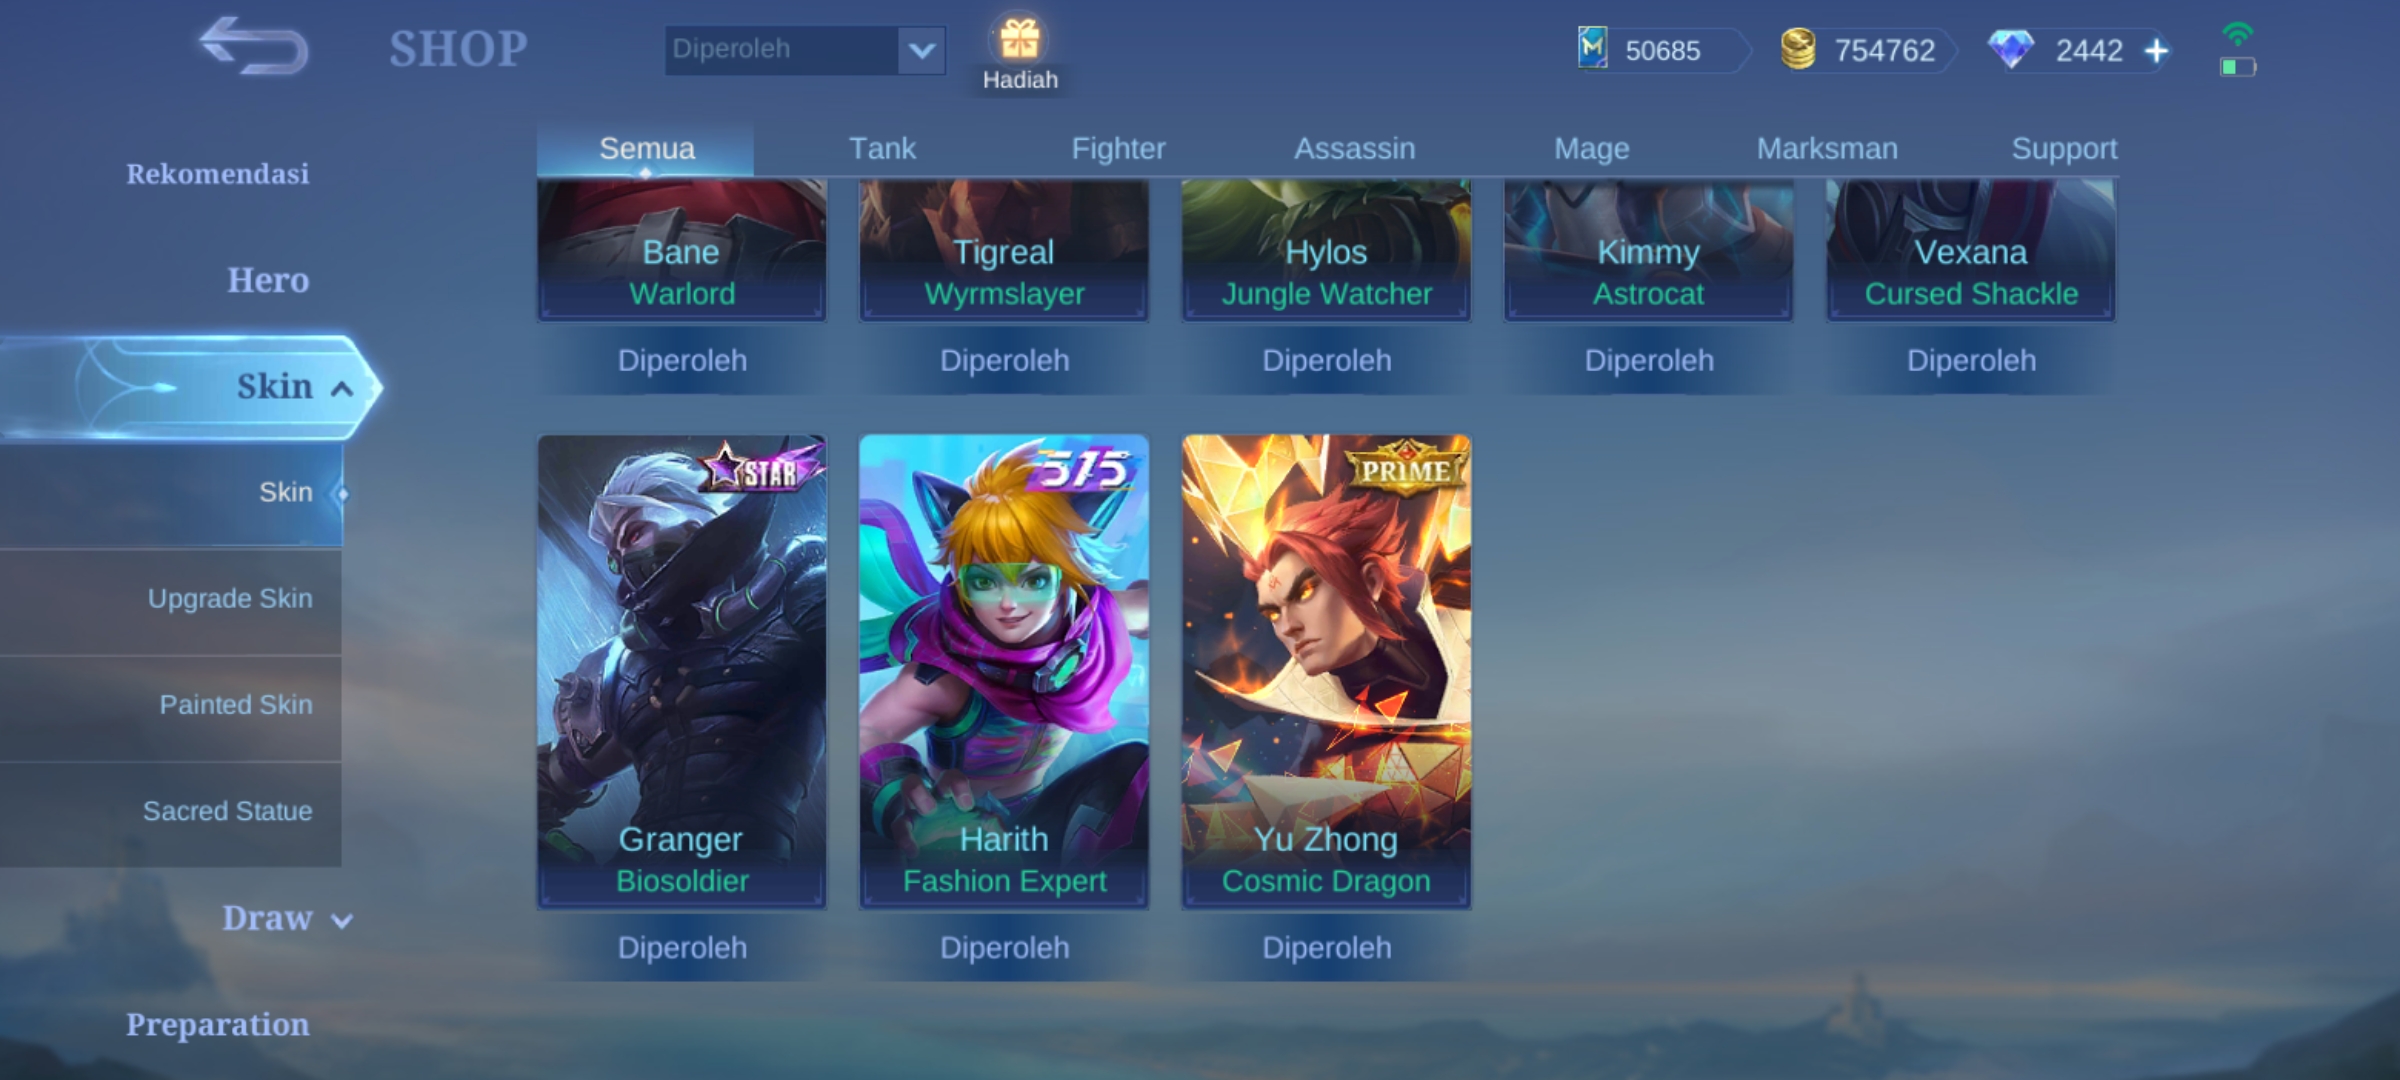 SHOP
Diperoleh
Hadiah
50685
754762
2442
Rekomendasi
Hero
Skin
Skin
Upgrade Skin
Painted Skin
Sacred Statue
Draw
Preparation
Semua
Tank
Fighter
Assassin
Mage
Marksman
Support
Bane
Warlord
Diperoleh
Tigreal
Wyrmslayer
Diperoleh
Hylos
Jungle Watcher
Diperoleh
Kimmy
Astrocat
Diperoleh
Vexana
Cursed Shackle
Diperoleh
STAR
Granger
Biosoldier
Diperoleh
515
Harith
Fashion Expert
Diperoleh
PRIME
Yu Zhong
Cosmic Dragon
Diperoleh